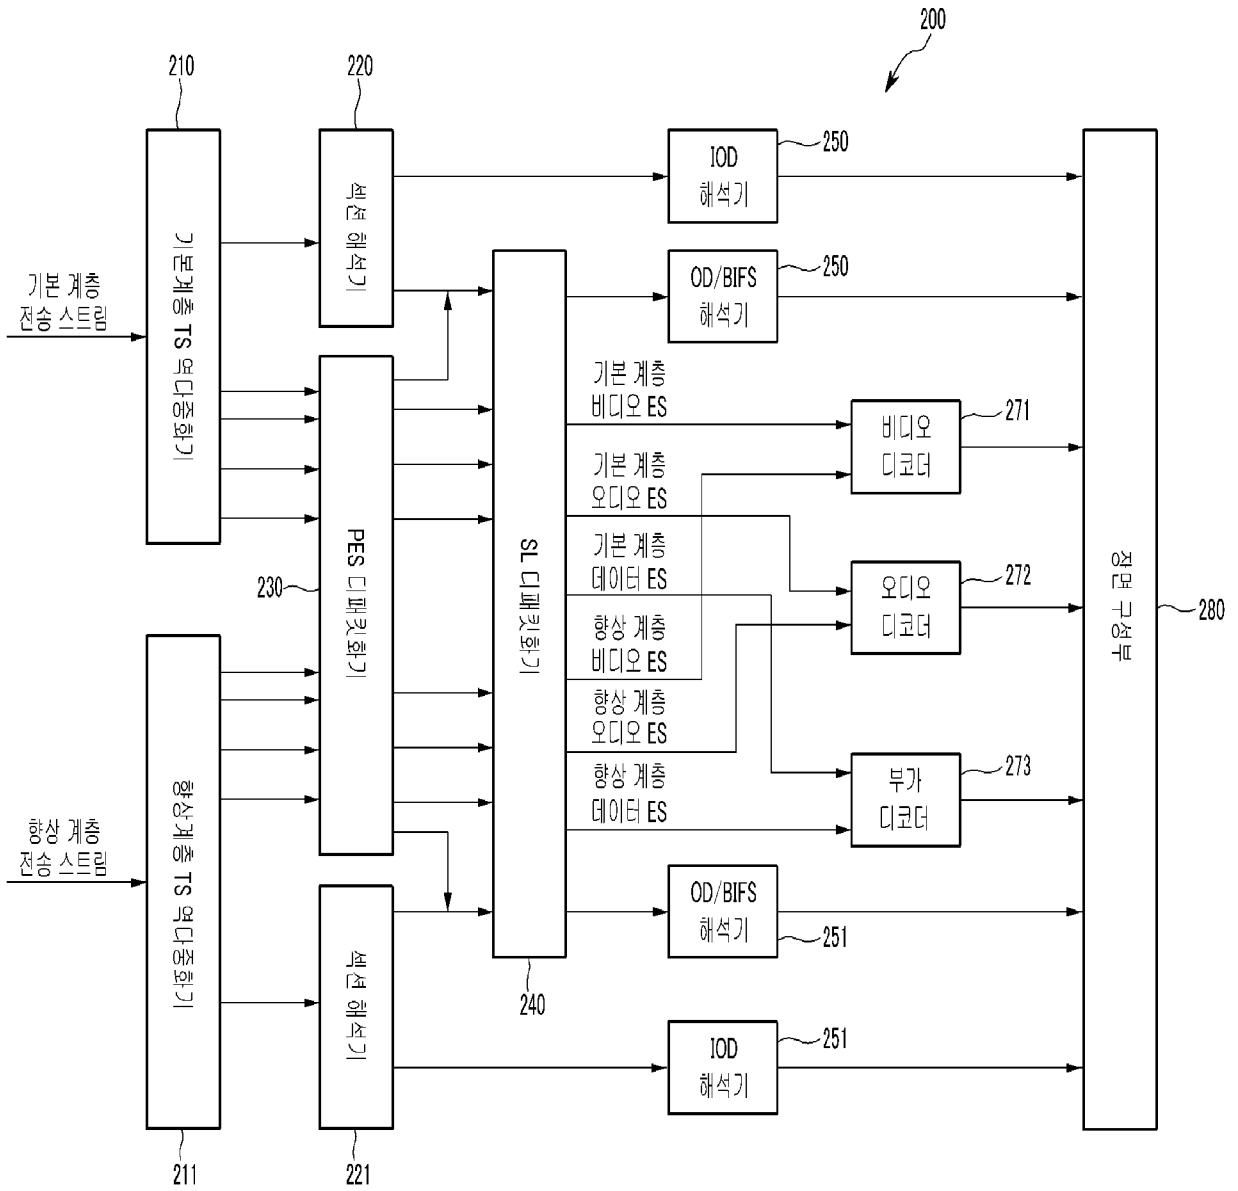 200
210
220
기본 계층
전송 스트림
기본계층 TS 역다중화기
섹션 해석기
IOD
해석기
250
OD/BIFS
해석기
250
PES 디패킷화기
230
SL 디패킷화기
240
기본 계층
비디오 ES
기본 계층
오디오 ES
기본 계층
데이터 ES
향상 계층
비디오 ES
향상 계층
오디오 ES
향상 계층
데이터 ES
비디오
디코더
271
오디오
디코더
272
부가
디코더
273
장면 구성부
280
향상 계층
전송 스트림
향상계층 TS 역다중화기
211
섹션 해석기
221
OD/BIFS
해석기
251
IOD
해석기
251